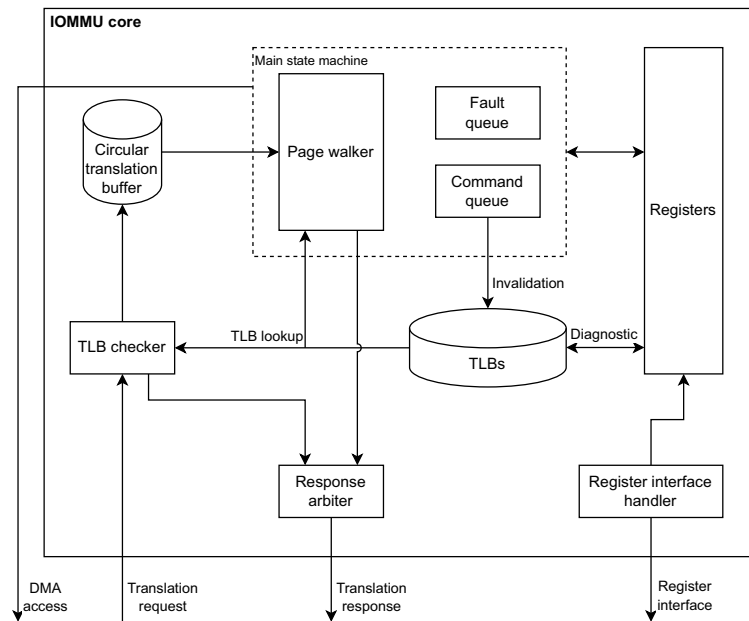 IOMMU core
Main state machine
Fault
queue
Circular
translation
buffer
Page walker
Command
queue
Registers
Invalidation
TLB checker
TLB lookup
TLBs
Diagnostic
Response
arbiter
Register interface
handler
DMA
access
Translation
request
Translation
response
Register
interface